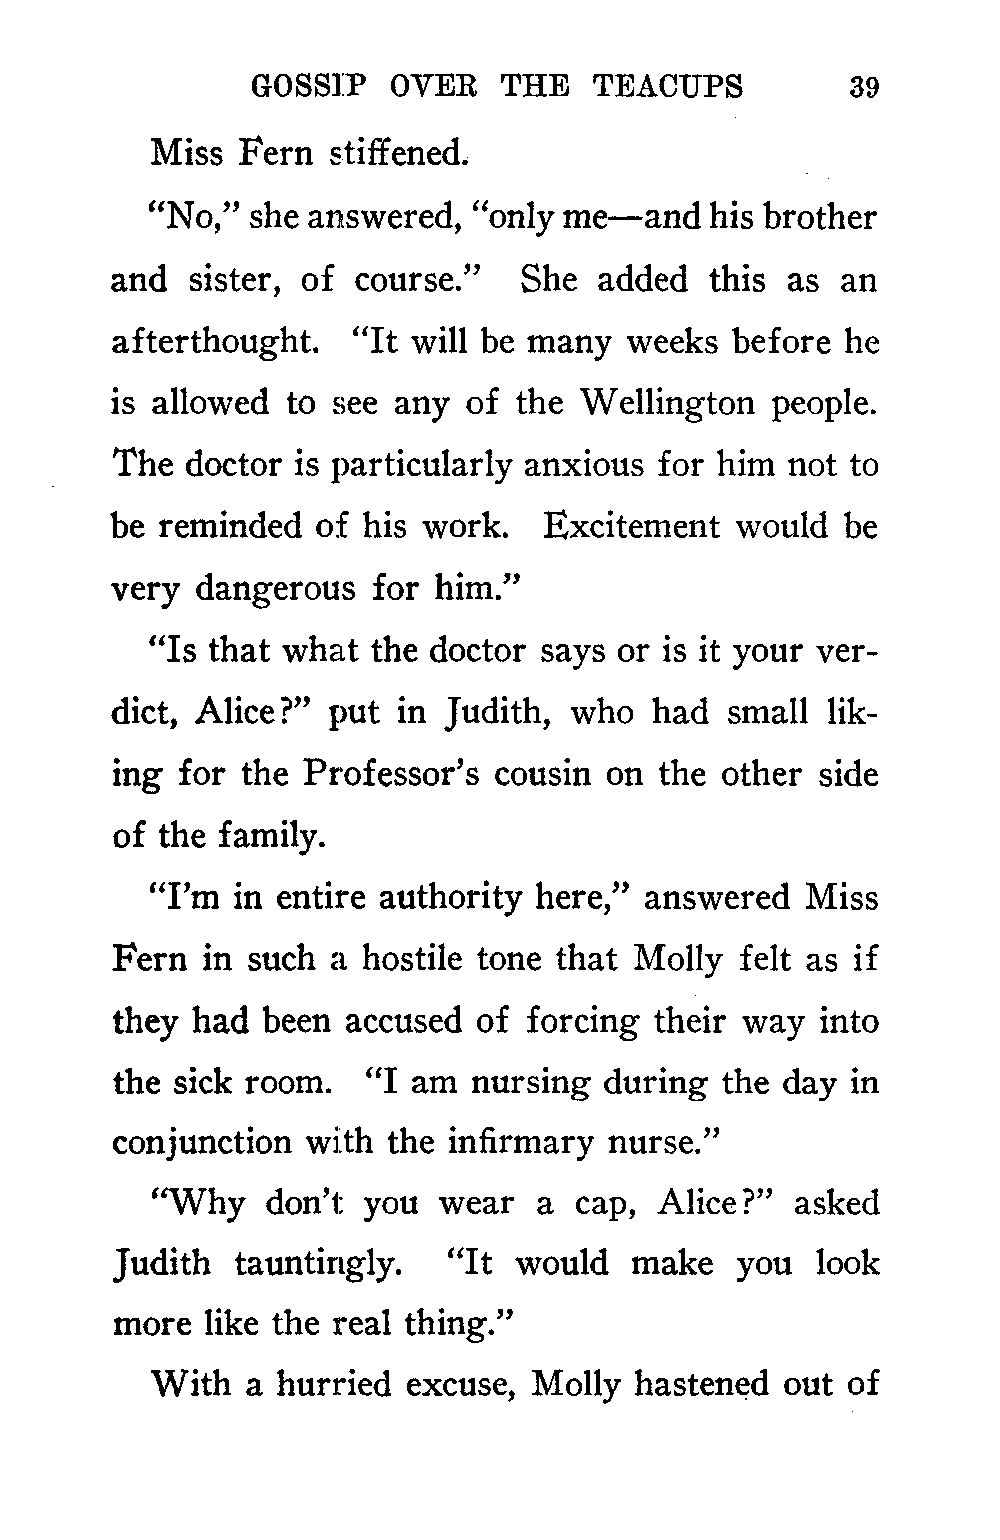 GOSSIP OVER THE TEACUPS 39
Miss Fern stiffened.
“No,” she answered, “only me—and his brother
and sister, of course.” She added this as an
afterthought. “It will be many weeks before he
is allowed to see any of the Wellington people.
The doctor is particularly anxious for him not to
be reminded of his work. Excitement would be
very dangerous for him.”
“Is that what the doctor says or is it your ver-
dict, Alice?” put in Judith, who had small lik-
ing for the Professor’s cousin on the other side
of the family.
“I’m in entire authority here,” answered Miss
Fern in such a hostile tone that Molly felt as if
they had been accused of forcing their way into
the sick room. “I am nursing during the day in
conjunction with the infirmary nurse.”
“Why don’t you wear a cap, Alice?” asked
Judith tauntingly. “It would make you look
more like the real thing.”
With a hurried excuse, Molly hastened out of